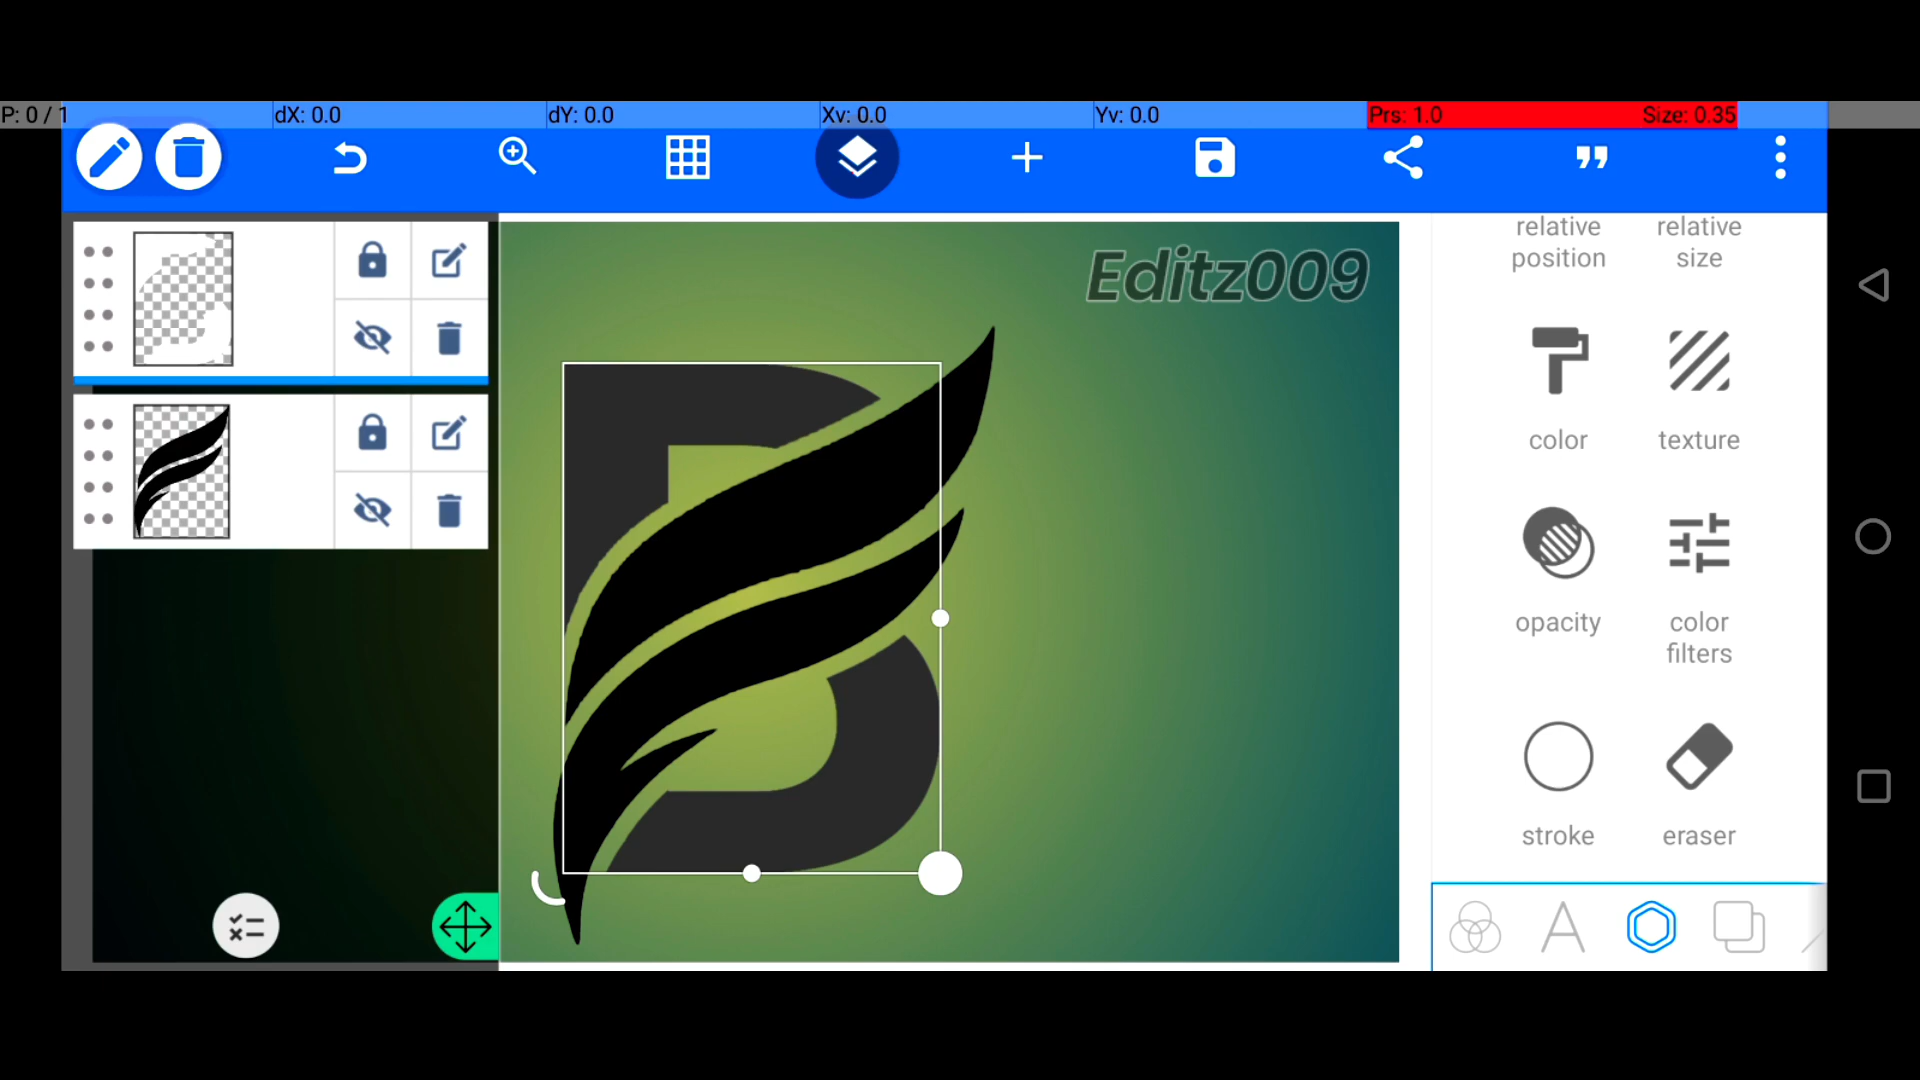 P: 0 / 1 dX: 0.0 dY: 0.0 Xv: 0.0 Yv: 0.0 Prs: 1.0 Size: 0.35
Editz009
relative position
relative size
color
texture
opacity
color filters
stroke
eraser